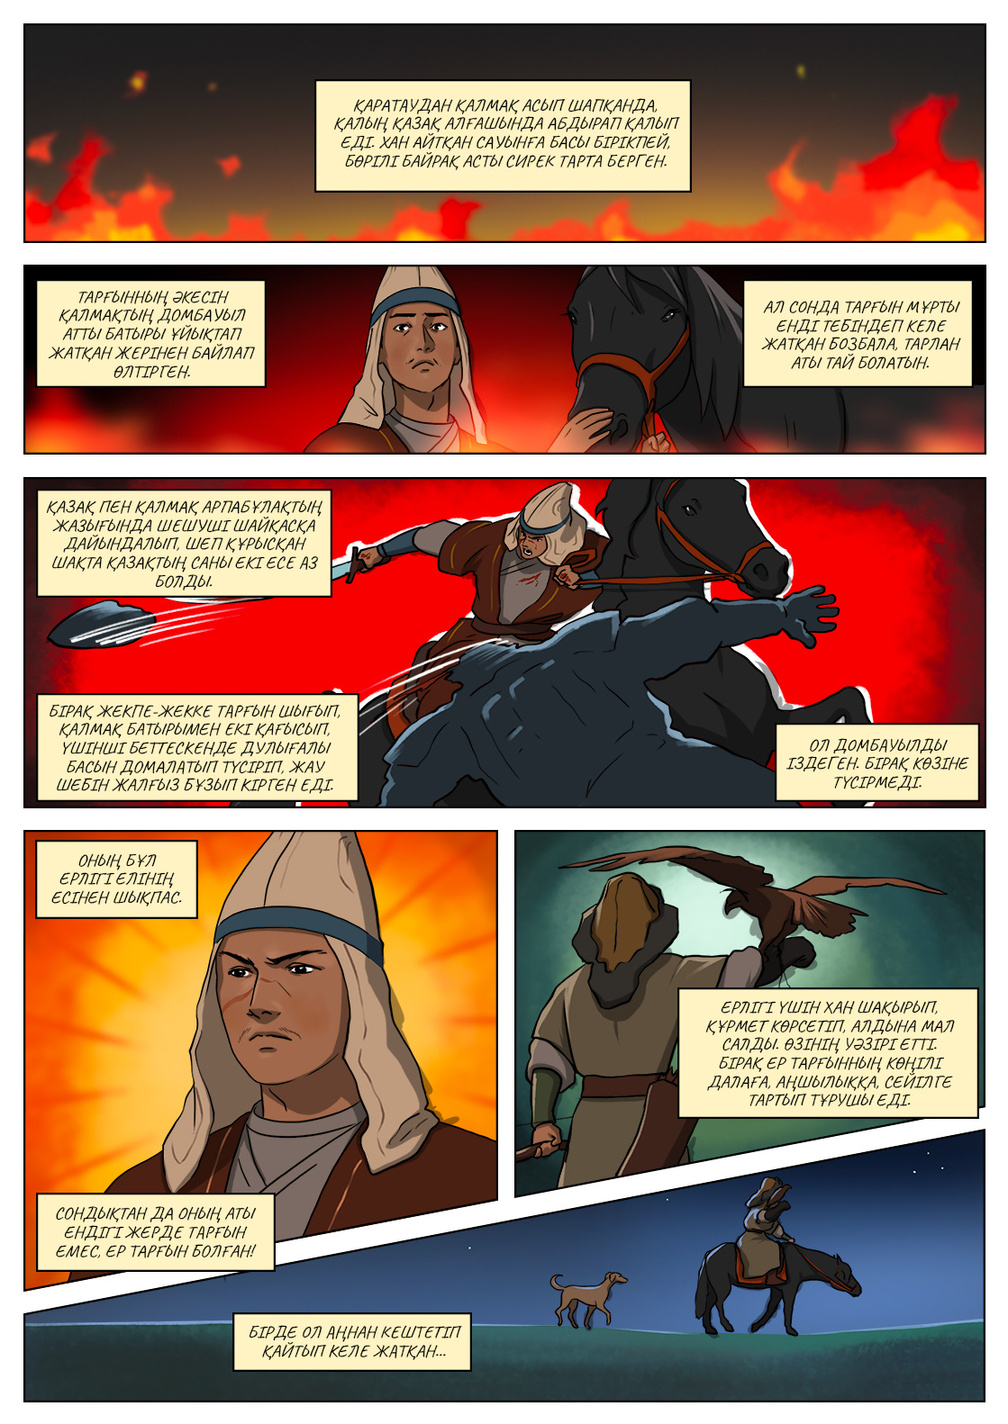 ҚАРАТАУДАН ҚАЛМАҚ АСЫП ШАПҚАНДА,
ҚАЛЫҢ ҚАЗАҚ АЛҒАШЫНДА АБДЫРАП ҚАЛЫП
ЕДІ. ХАН АЙТҚАН САУЫНҒА БАСЫ БІРІКПЕЙ,
БӨРІЛІ БАЙРАҚ АСТЫ СИРЕК ТАРТА БЕРГЕН.
ТАРҒЫННЫҢ ӘКЕСІН
ҚАЛМАҚТЫҢ ДОМБАУЫЛ
АТТЫ БАТЫРЫ ҰЙЫҚТАП
ЖАТҚАН ЖЕРІНЕН БАЙЛАП
ӨЛТІРГЕН.
АЛ СОНДА ТАРҒЫН МҰРТЫ
ЕНДІ ТЕБІНДЕП КЕЛЕ
ЖАТҚАН БОЗБАЛА, ТАРЛАН
АТЫ ТАЙ БОЛАТЫН.
ҚАЗАҚ ПЕН ҚАЛМАҚ АРПАБҰЛАҚТЫҢ
ЖАЗЫҒЫНДА ШЕШУШІ ШАЙҚАСҚА
ДАЙЫНДАЛЫП, ШЕП ҚҰРЫСҚАН
ШАҚТА ҚАЗАҚТЫҢ САНЫ ЕКІ ЕСЕ АЗ
БОЛДЫ.
БІРАҚ ЖЕКПЕ-ЖЕККЕ ТАРҒЫН ШЫҒЫП,
ҚАЛМАҚ БАТЫРЫМЕН ЕКІ ҚАҒЫСЫП,
ҮШІНШІ БЕТТЕСКЕНДЕ ДУЛЫҒАЛЫ
БАСЫН ДОМАЛАТЫП ТҮСІРІП, ЖАУ
ШЕБІН ЖАЛҒЫЗ БҰЗЫП КІРГЕН ЕДІ.
ОЛ ДОМБАУЫЛДЫ
ІЗДЕГЕН. БІРАҚ КӨЗІНЕ
ТҮСІРМЕДІ.
ОНЫҢ БҰЛ
ЕРЛІГІ ЕЛІНІҢ
ЕСІНЕН ШЫҚПАС.
ЕРЛІГІ ҮШІН ХАН ШАҚЫРЫП,
ҚҰРМЕТ КӨРСЕТІП, АЛДЫНА МАЛ
САЛДЫ. ӨЗІНІҢ УӘЗІРІ ЕТТІ.
БІРАҚ ЕР ТАРҒЫННЫҢ КӨҢІЛІ
ДАЛАҒА, АҢШЫЛЫҚҚА, СЕЙІЛГЕ
ТАРТЫП ТҰРУШЫ ЕДІ.
СОНДЫҚТАН ДА ОНЫҢ АТЫ
ЕНДІГІ ЖЕРДЕ ТАРҒЫН
ЕМЕС, ЕР ТАРҒЫН БОЛҒАН!
БІРДЕ ОЛ АҢНАН КЕШТЕТІП
ҚАЙТЫП КЕЛЕ ЖАТҚАН...